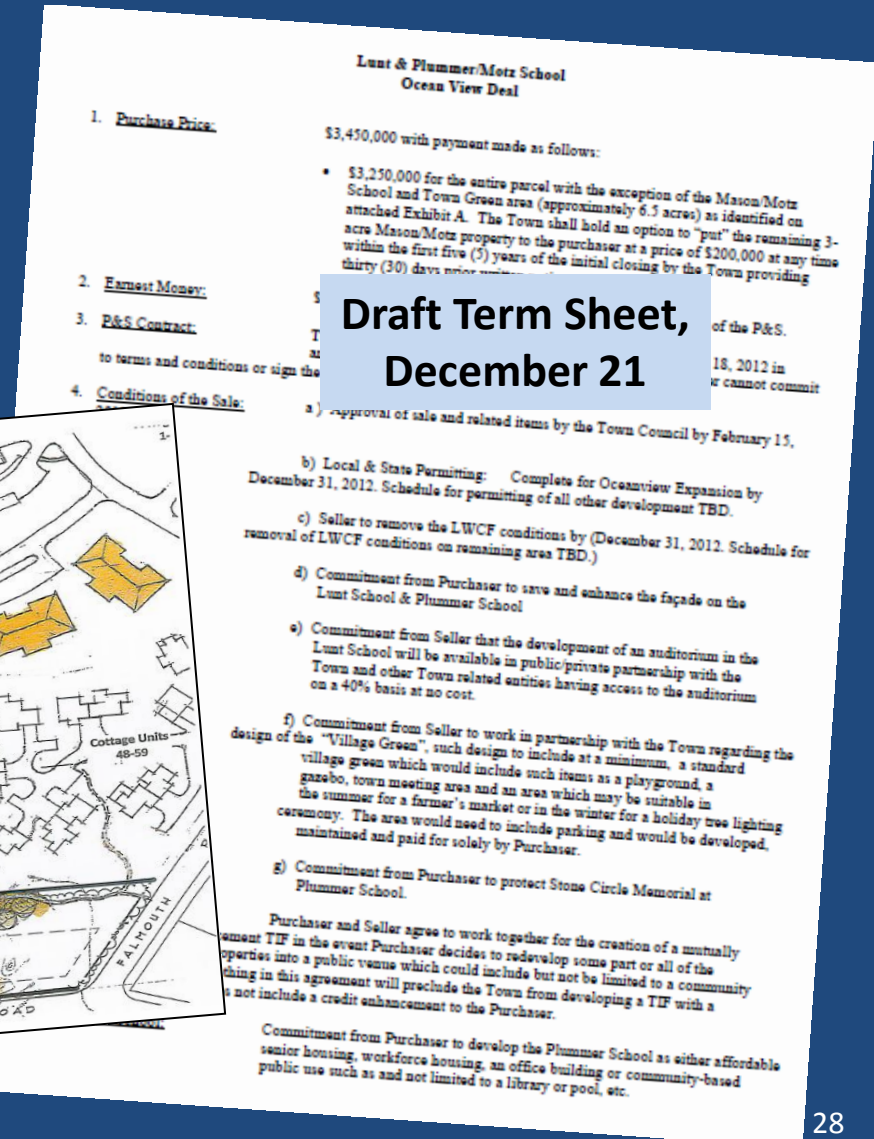 Lunt & Plummer/Motz School
Ocean View Deal
1. Purchase Price:
$3,450,000 with payment made as follows:
• $3,250,000 for the entire parcel with the exception of the Mason/Motz
School and Town Green area (approximately 6.5 acres) as identified on
attached Exhibit A. The Town shall hold an option to "put" the remaining 3-
acre Mason/Motz property to the purchaser at a price of $200,000 at any time
within the first five (5) years of the initial closing by the Town providing
thirty (30) days prior written
2. Earnest Money: $
of the P&S.
3. P&S Contract:
18, 2012 in
to terms and conditions or sign the
cannot commit
Draft Term Sheet,
December 21
4. Conditions of the Sale: a) Approval of sale and related items by the Town Council by February 15,
b) Local & State Permitting: Complete for Oceanview Expansion by
December 31, 2012. Schedule for permitting of all other development TBD.
c) Seller to remove the LWCF conditions by (December 31, 2012. Schedule for
removal of LWCF conditions on remaining area TBD.)
d) Commitment from Purchaser to save and enhance the façade on the
Lunt School & Plummer School
e) Commitment from Seller that the development of an auditorium in the
Lunt School will be available in public/private partnership with the
Town and other Town related entities having access to the auditorium
on a 40% basis at no cost.
f) Commitment from Seller to work in partnership with the Town regarding the
design of the "Village Green", such design to include at a minimum, a standard
village green which would include such items as a playground, a
gazebo, town meeting area and an area which may be suitable in
the summer for a farmer's market or in the winter for a holiday tree lighting
ceremony. The area would need to include parking and would be developed,
maintained and paid for solely by Purchaser.
g) Commitment from Purchaser to protect Stone Circle Memorial at
Plummer School.
Purchaser and Seller agree to work together for the creation of a mutually
ement TIF in the event Purchaser decides to redevelop some part or all of the
operties into a public venue which could include but not be limited to a community
thing in this agreement will preclude the Town from developing a TIF with a
s not include a credit enhancement to the Purchaser.
Commitment from Purchaser to develop the Plummer School as either affordable
senior housing, workforce housing, an office building or community-based
public use such as and not limited to a library or pool, etc.
1-
Cottage Units
48-59
FALMOUTH
OAD
28